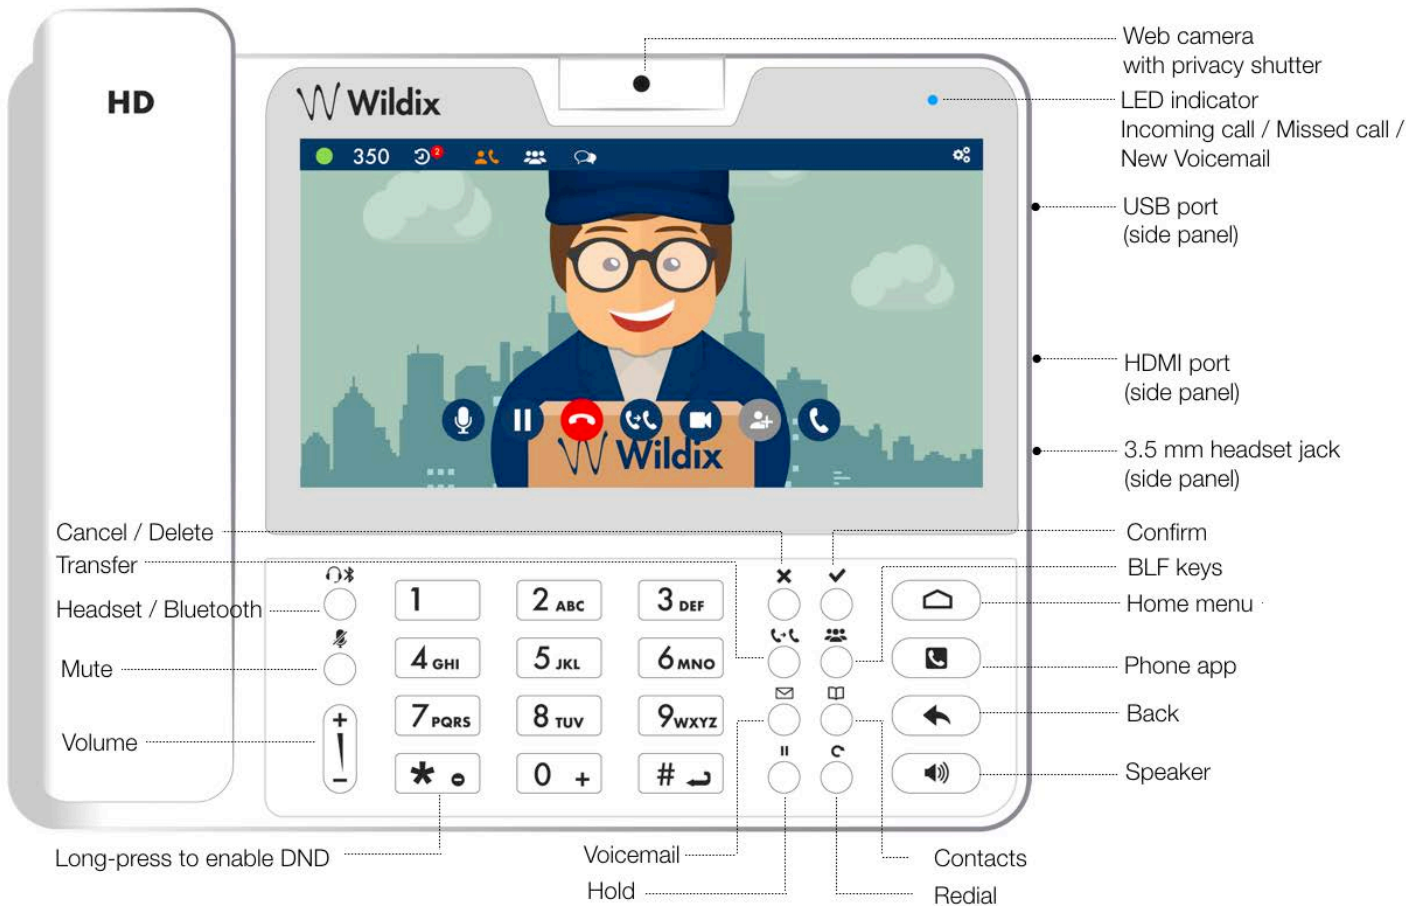 HD
Wildix
350
2
Wildix
Web camera
with privacy shutter
LED indicator
Incoming call / Missed call /
New Voicemail
USB port
(side panel)
HDMI port
(side panel)
3.5 mm headset jack
(side panel)
Cancel / Delete
Transfer
Headset / Bluetooth
Mute
Volume
Long-press to enable DND
1
2 ABC
3 DEF
4 GHI
5 JKL
6 MNO
7 PQRS
8 TUV
9 WXYZ
*
0 +
#
+
−
Confirm
BLF keys
Home menu
Phone app
Back
Speaker
Voicemail
Hold
Contacts
Redial